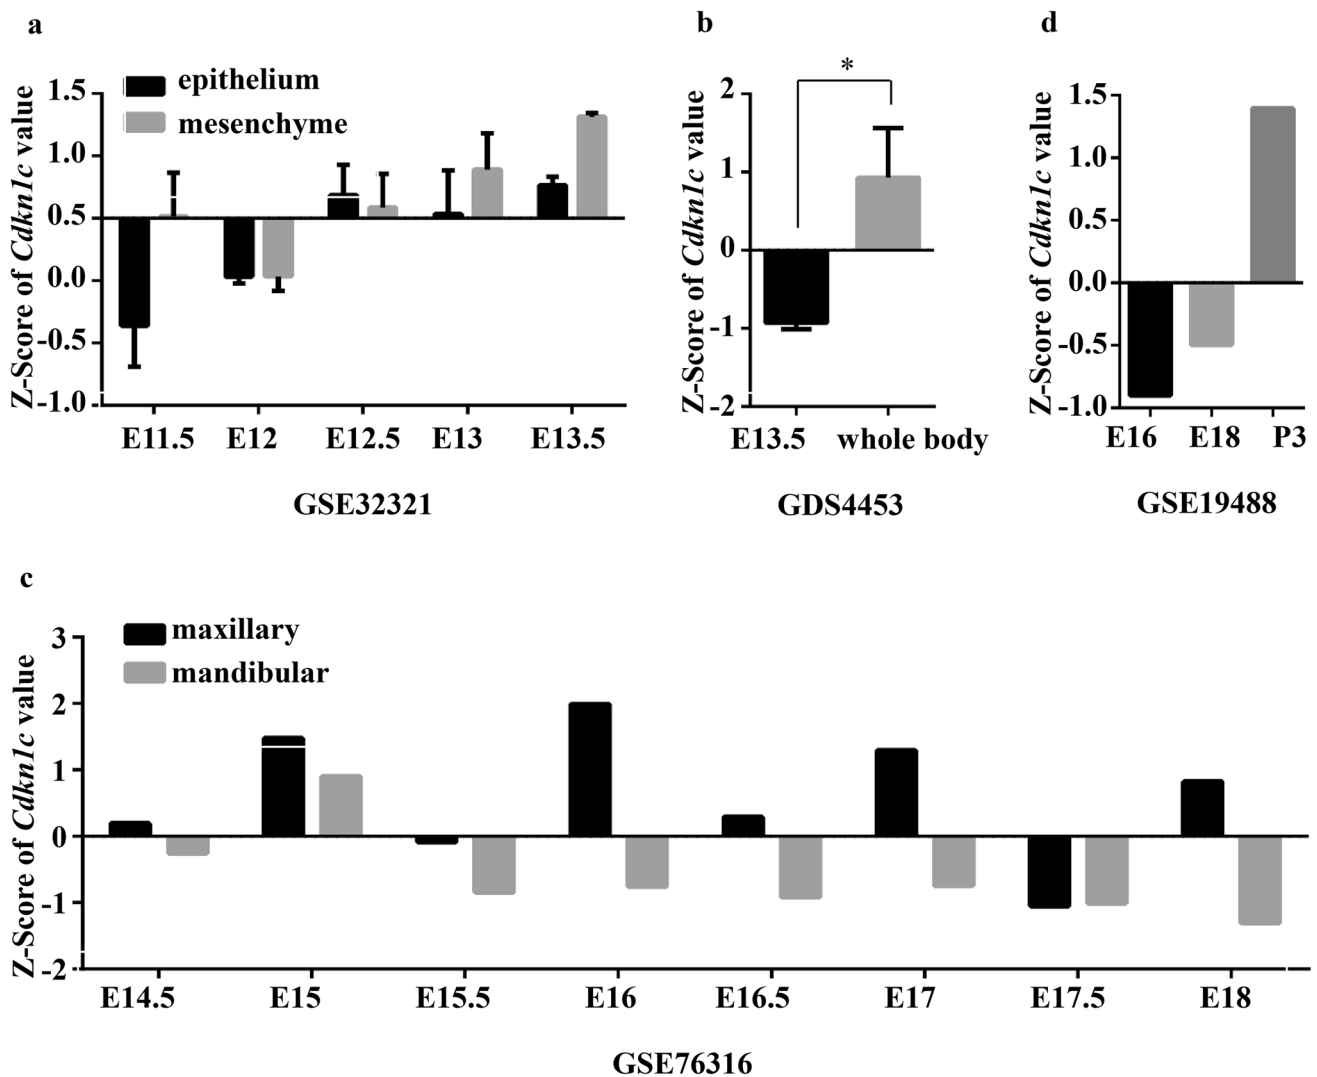 a
epithelium
mesenchyme
Z-Score of Cdkn1c value
1.5
1.0
0.5
0.0
-0.5
-1.0
E11.5 E12 E12.5 E13 E13.5
GSE32321
b
*
Z-Score of Cdkn1c value
2
1
0
-1
-2
E13.5 whole body
GDS4453
d
Z-Score of Cdkn1c value
1.5
1.0
0.5
0.0
-0.5
-1.0
E16 E18 P3
GSE19488
c
maxillary
mandibular
Z-Score of Cdkn1c value
3
2
1
0
-1
-2
E14.5 E15 E15.5 E16 E16.5 E17 E17.5 E18
GSE76316